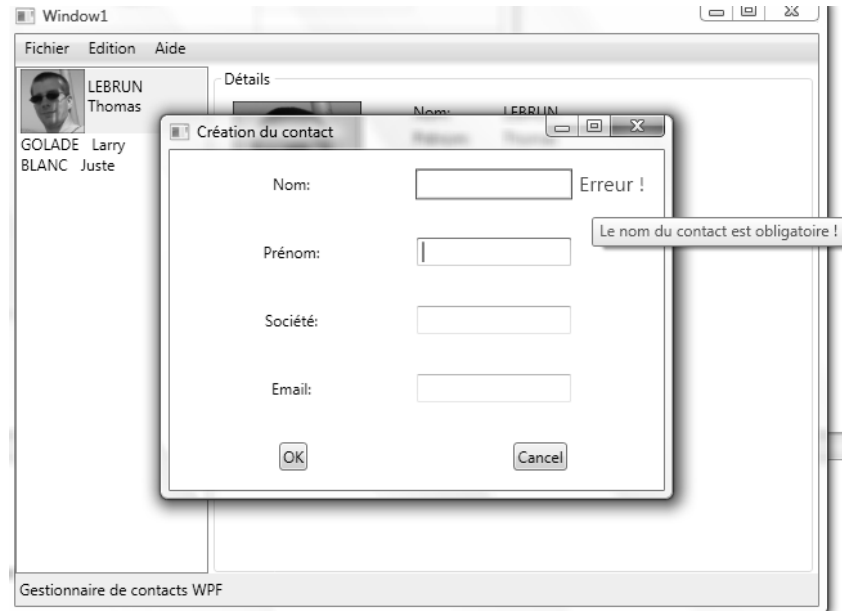 Window1
Fichier Edition Aide
LEBRUN
Thomas
GOLADE Larry
BLANC Juste
Détails
Nom: LEBRUN
Création du contact
Nom:
Erreur !
Le nom du contact est obligatoire !
Prénom:
Société:
Email:
OK
Cancel
Gestionnaire de contacts WPF